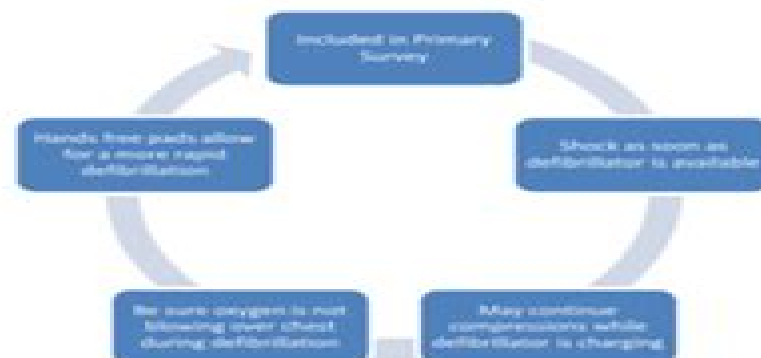 Included in Primary
Survey
Shock as soon as
defibrillator is available
May continue
compressions while
defibrillator is charging
Be sure oxygen is not
blowing over chest
during defibrillation
Hands free pads allow
for a more rapid
defibrillation